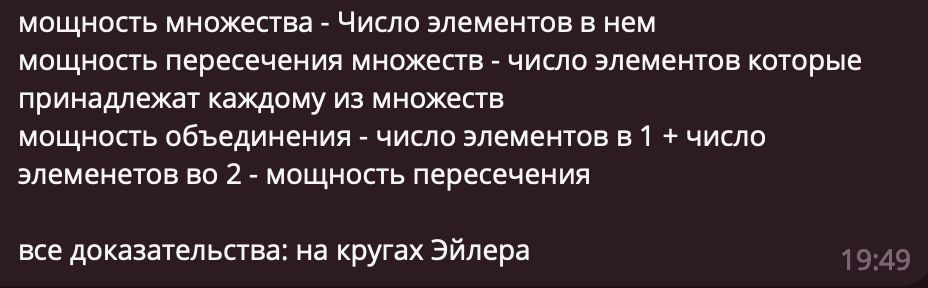 мощность множества - Число элементов в нем
мощность пересечения множеств - число элементов которые
принадлежат каждому из множеств
мощность объединения - число элементов в 1 + число
элеменетов во 2 - мощность пересечения
все доказательства: на кругах Эйлера
19:49